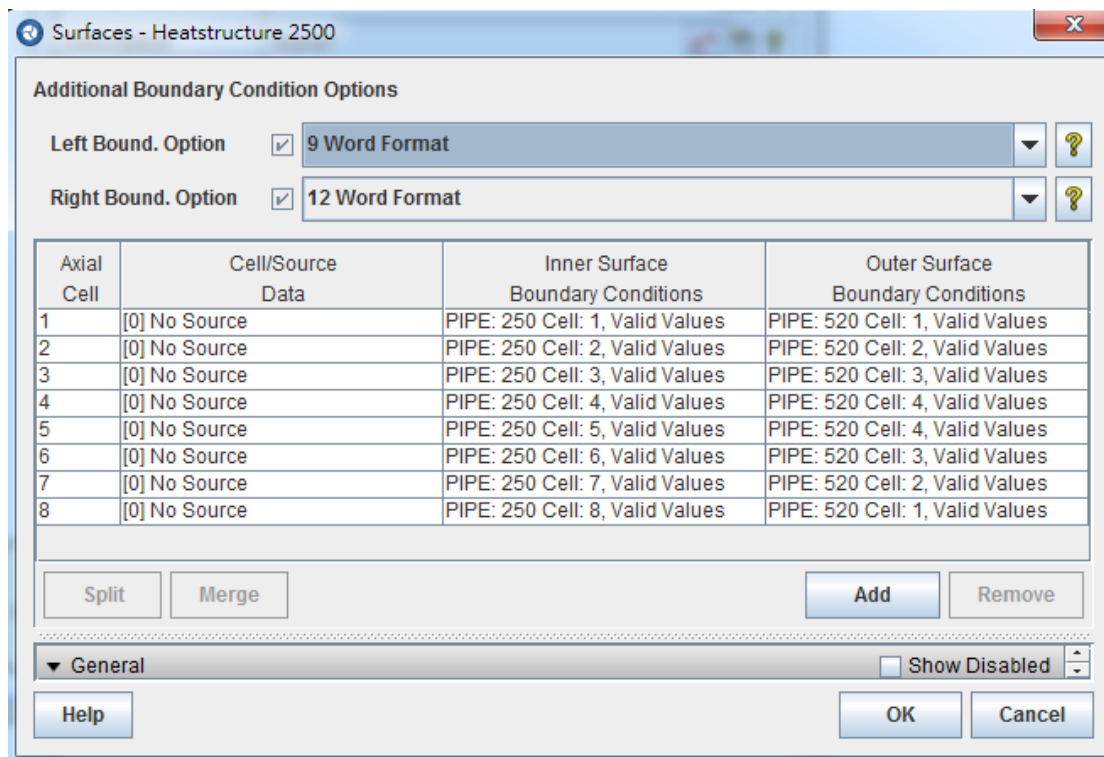 Surfaces - Heatstructure 2500
Additional Boundary Condition Options
Left Bound. Option 9 Word Format
Right Bound. Option 12 Word Format
Axial Cell/Source Inner Surface Outer Surface
Cell Data Boundary Conditions Boundary Conditions
1 [0] No Source PIPE: 250 Cell: 1, Valid Values PIPE: 520 Cell: 1, Valid Values
2 [0] No Source PIPE: 250 Cell: 2, Valid Values PIPE: 520 Cell: 2, Valid Values
3 [0] No Source PIPE: 250 Cell: 3, Valid Values PIPE: 520 Cell: 3, Valid Values
4 [0] No Source PIPE: 250 Cell: 4, Valid Values PIPE: 520 Cell: 4, Valid Values
5 [0] No Source PIPE: 250 Cell: 5, Valid Values PIPE: 520 Cell: 4, Valid Values
6 [0] No Source PIPE: 250 Cell: 6, Valid Values PIPE: 520 Cell: 3, Valid Values
7 [0] No Source PIPE: 250 Cell: 7, Valid Values PIPE: 520 Cell: 2, Valid Values
8 [0] No Source PIPE: 250 Cell: 8, Valid Values PIPE: 520 Cell: 1, Valid Values
Split Merge Add Remove
General Show Disabled
Help OK Cancel